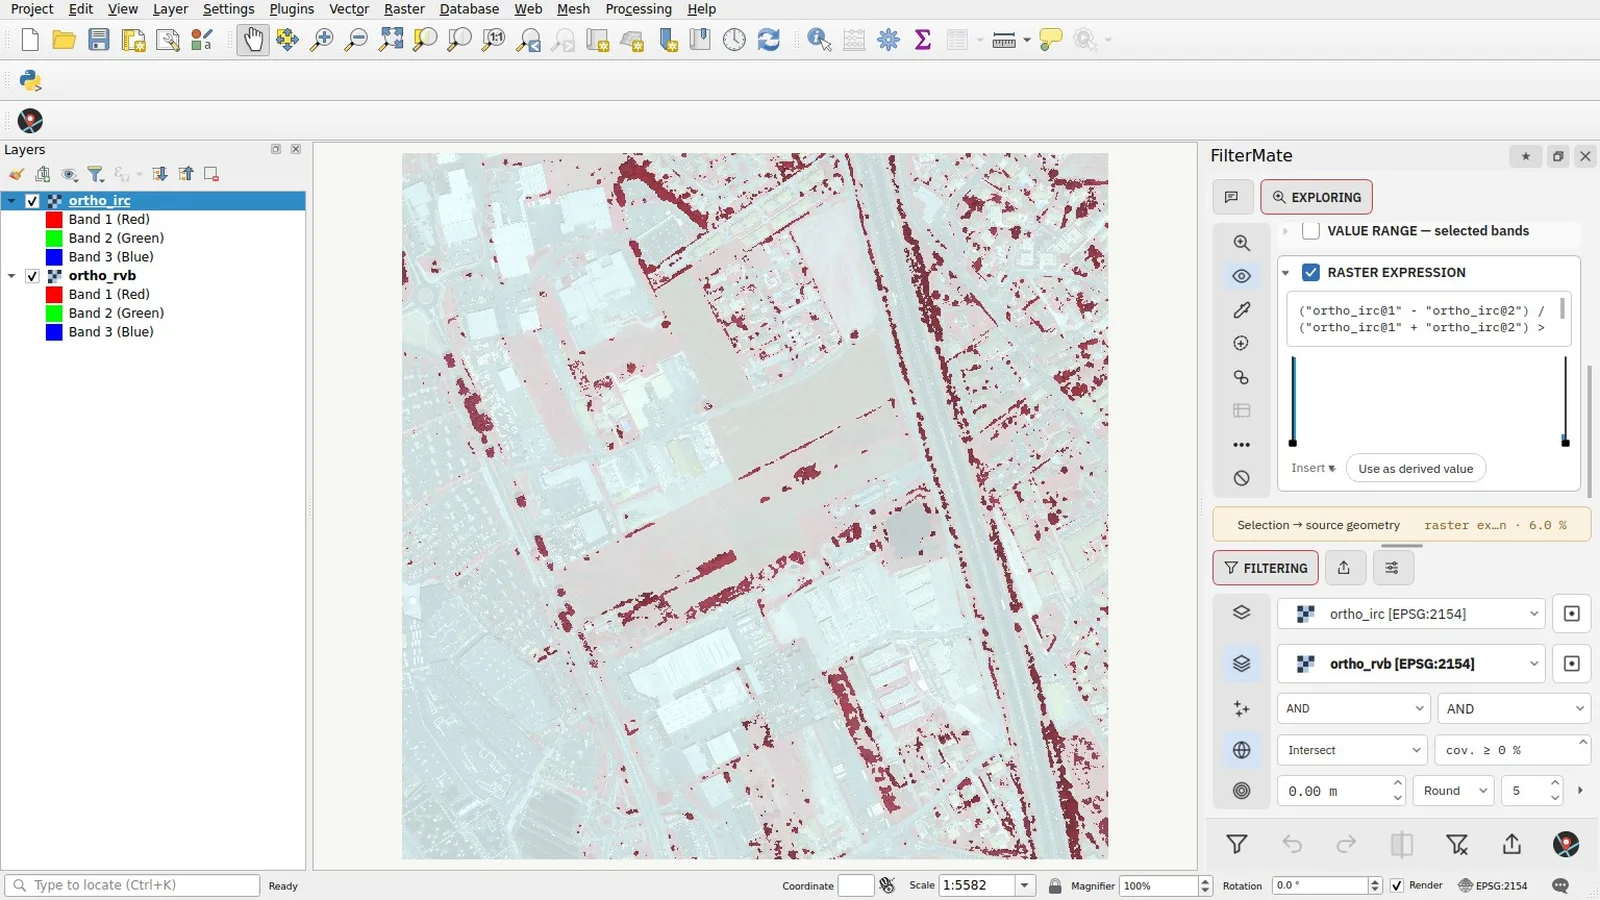 Project Edit View Layer Settings Plugins Vector Raster Database Web Mesh Processing Help
Layers
ortho_irc
Band 1 (Red)
Band 2 (Green)
Band 3 (Blue)
ortho_rvb
Band 1 (Red)
Band 2 (Green)
Band 3 (Blue)
FilterMate
EXPLORING
VALUE RANGE — selected bands
RASTER EXPRESSION
("ortho_irc@1" - "ortho_irc@2") /
("ortho_irc@1" + "ortho_irc@2") >
Insert Use as derived value
Selection → source geometry raster ex…n · 6.0 %
FILTERING
ortho_irc [EPSG:2154]
ortho_rvb [EPSG:2154]
AND AND
Intersect cov. ≥ 0 %
0.00 m Round 5
Type to locate (Ctrl+K) Ready Coordinate Scale 1:5582 Magnifier 100% Rotation 0.0 ° Render EPSG:2154